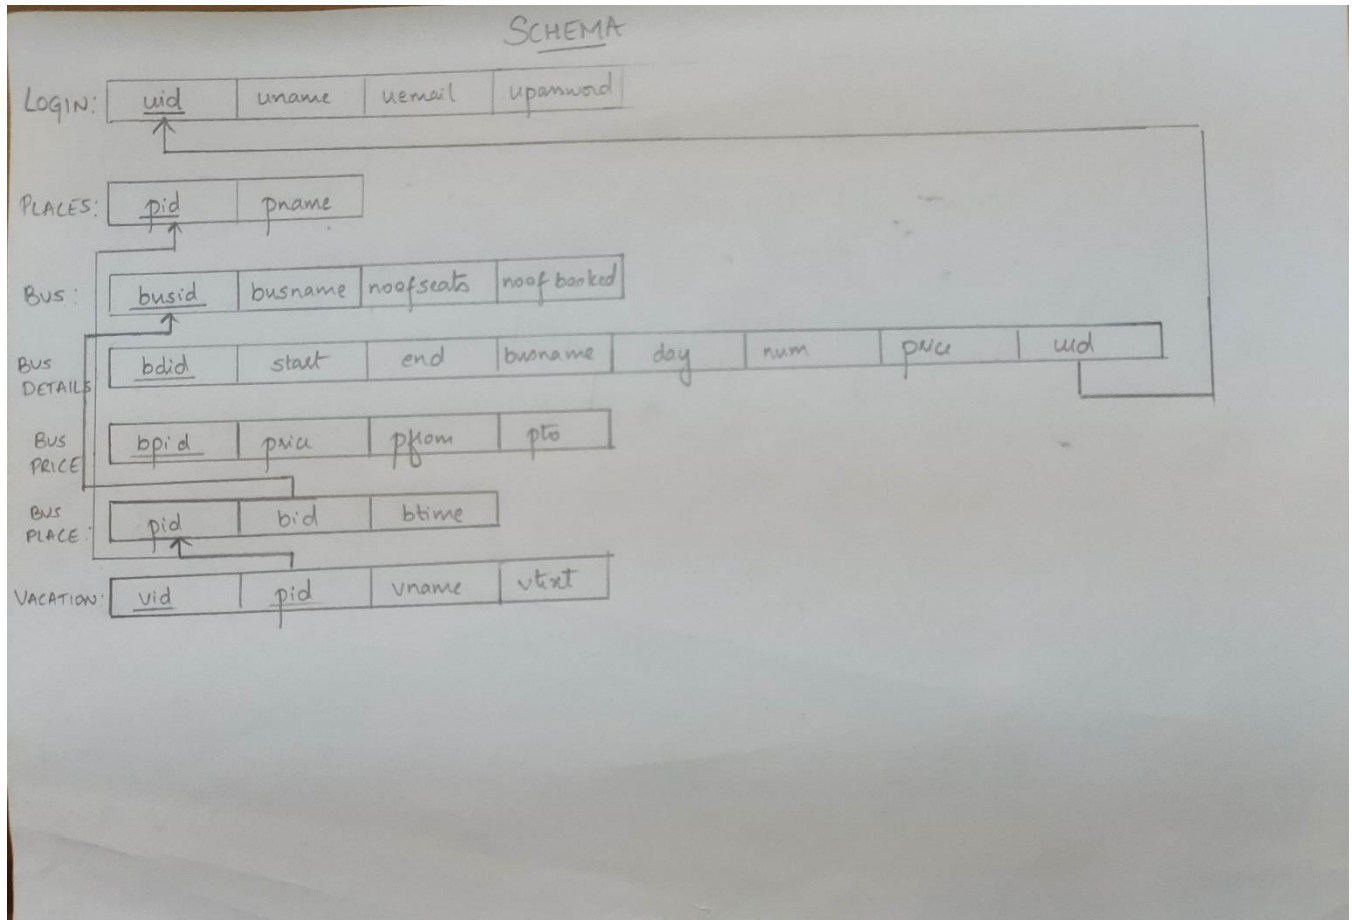 SCHEMA
LOGIN: uid uname uemail upassword
PLACES: pid pname
BUS: busid busname noofseats noof booked
BUS DETAILS bdid start end busname day num price uid
BUS PRICE bpid price pfrom pto
BUS PLACE: pid bid btime
VACATION: vid pid vname vtxt